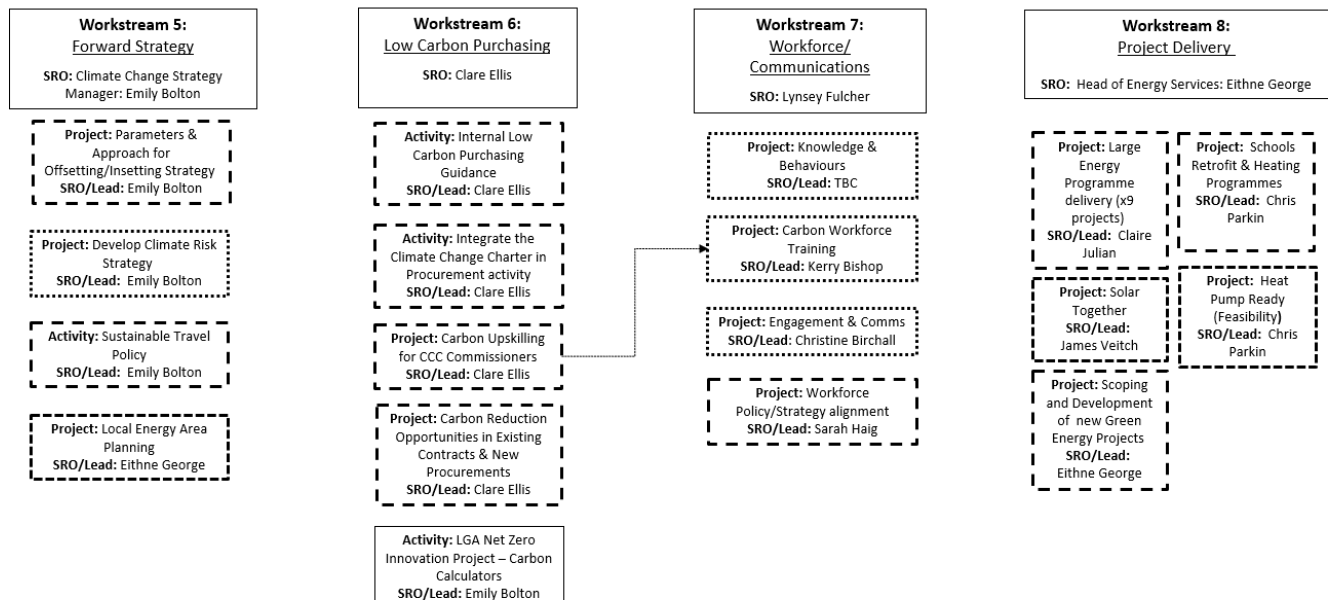 Workstream 5:
Forward Strategy
SRO: Climate Change Strategy
Manager: Emily Bolton
Project: Parameters &
Approach for
Offsetting/Insetting Strategy
SRO/Lead: Emily Bolton
Project: Develop Climate Risk
Strategy
SRO/Lead: Emily Bolton
Activity: Sustainable Travel
Policy
SRO/Lead: Emily Bolton
Project: Local Energy Area
Planning
SRO/Lead: Eithne George
Workstream 6:
Low Carbon Purchasing
SRO: Clare Ellis
Activity: Internal Low
Carbon Purchasing
Guidance
SRO/Lead: Clare Ellis
Activity: Integrate the
Climate Change Charter in
Procurement activity
SRO/Lead: Clare Ellis
Project: Carbon Upskilling
for CCC Commissioners
SRO/Lead: Clare Ellis
Project: Carbon Reduction
Opportunities in Existing
Contracts & New
Procurements
SRO/Lead: Clare Ellis
Activity: LGA Net Zero
Innovation Project – Carbon
Calculators
SRO/Lead: Emily Bolton
Workstream 7:
Workforce/
Communications
SRO: Lynsey Fulcher
Project: Knowledge &
Behaviours
SRO/Lead: TBC
Project: Carbon Workforce
Training
SRO/Lead: Kerry Bishop
Project: Engagement & Comms
SRO/Lead: Christine Birchall
Project: Workforce
Policy/Strategy alignment
SRO/Lead: Sarah Haig
Workstream 8:
Project Delivery
SRO: Head of Energy Services: Eithne George
Project: Large
Energy
Programme
delivery (x9
projects)
SRO/Lead: Claire
Julian
Project: Schools
Retrofit & Heating
Programmes
SRO/Lead: Chris
Parkin
Project: Solar
Together
SRO/Lead:
James Veitch
Project: Heat
Pump Ready
(Feasibility)
SRO/Lead: Chris
Parkin
Project: Scoping
and Development
of new Green
Energy Projects
SRO/Lead:
Eithne George